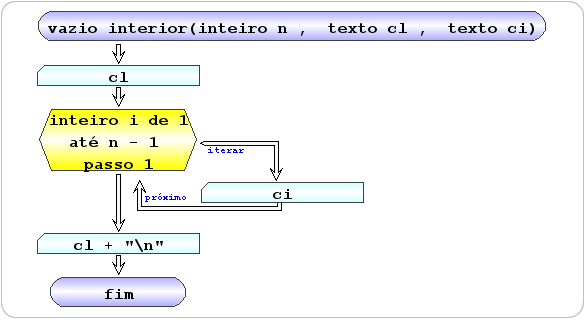 vazio interior(inteiro n ,  texto cl ,  texto ci)
cl
inteiro i de 1
até n - 1
passo 1
iterar
ci
próximo
cl + "\n"
fim